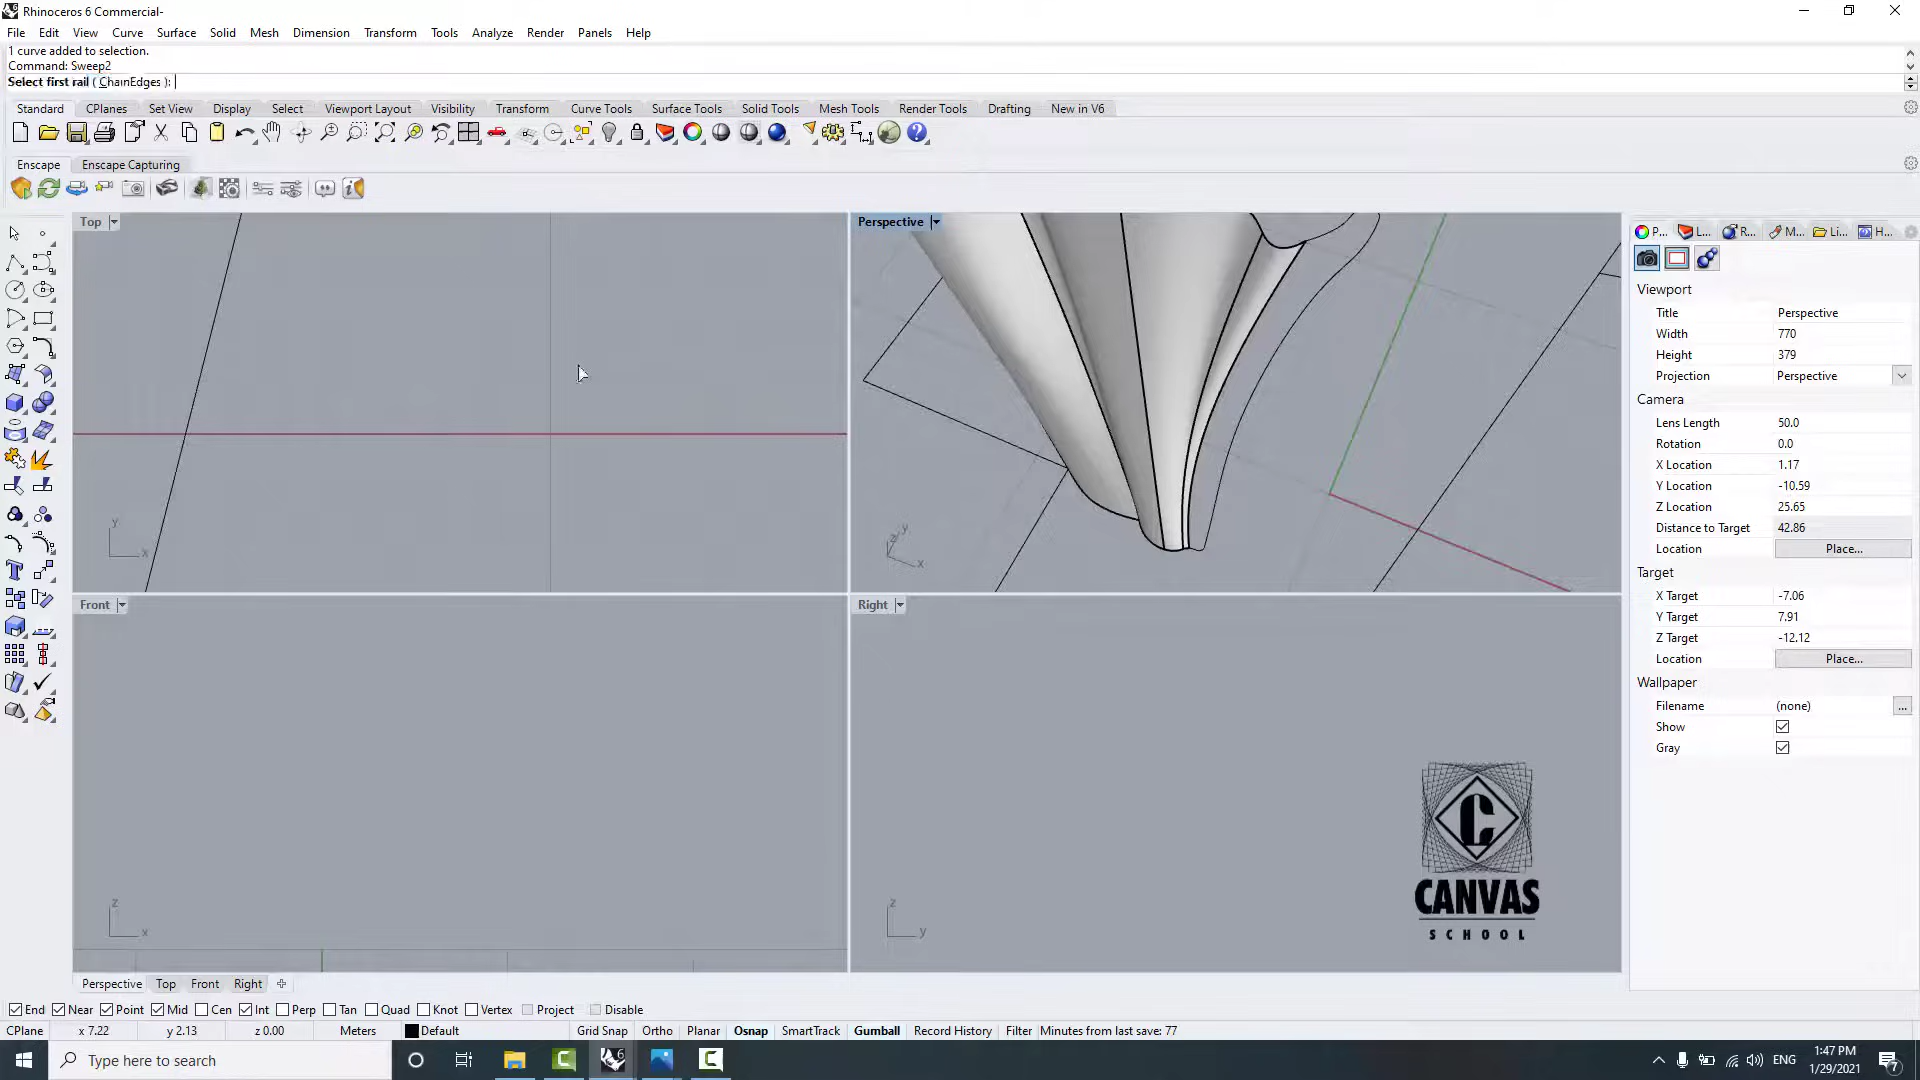 Rhinoceros 6 Commercial-
File Edit View Curve Surface Solid Mesh Dimension Transform Tools Analyze Render Panels Help
1 curve added to selection.
Command: Sweep2
Select first rail ( ChainEdges ):
Standard CPlanes Set View Display Select Viewport Layout Visibility Transform Curve Tools Surface Tools Solid Tools Mesh Tools Render Tools Drafting New in V6
Enscape Enscape Capturing
Top
Perspective
P... L... R... M... Li... H...
Viewport
Title Perspective
Width 770
Height 379
Projection Perspective
Camera
Lens Length 50.0
Rotation 0.0
X Location 1.17
Y Location -10.59
Z Location 25.65
Distance to Target 42.86
Location Place...
Target
X Target -7.06
Y Target 7.91
Z Target -12.12
Location Place...
Wallpaper
Filename (none) ...
Show
Gray
y
x
z
y
x
Front
Right
z
x
z
y
C
CANVAS
SCHOOL
Perspective Top Front Right
End Near Point Mid Cen Int Perp Tan Quad Knot Vertex Project Disable
CPlane x 7.22 y 2.13 z 0.00 Meters Default Grid Snap Ortho Planar Osnap SmartTrack Gumball Record History Filter Minutes from last save: 77
Type here to search
ENG
1:47 PM
1/29/2021
7